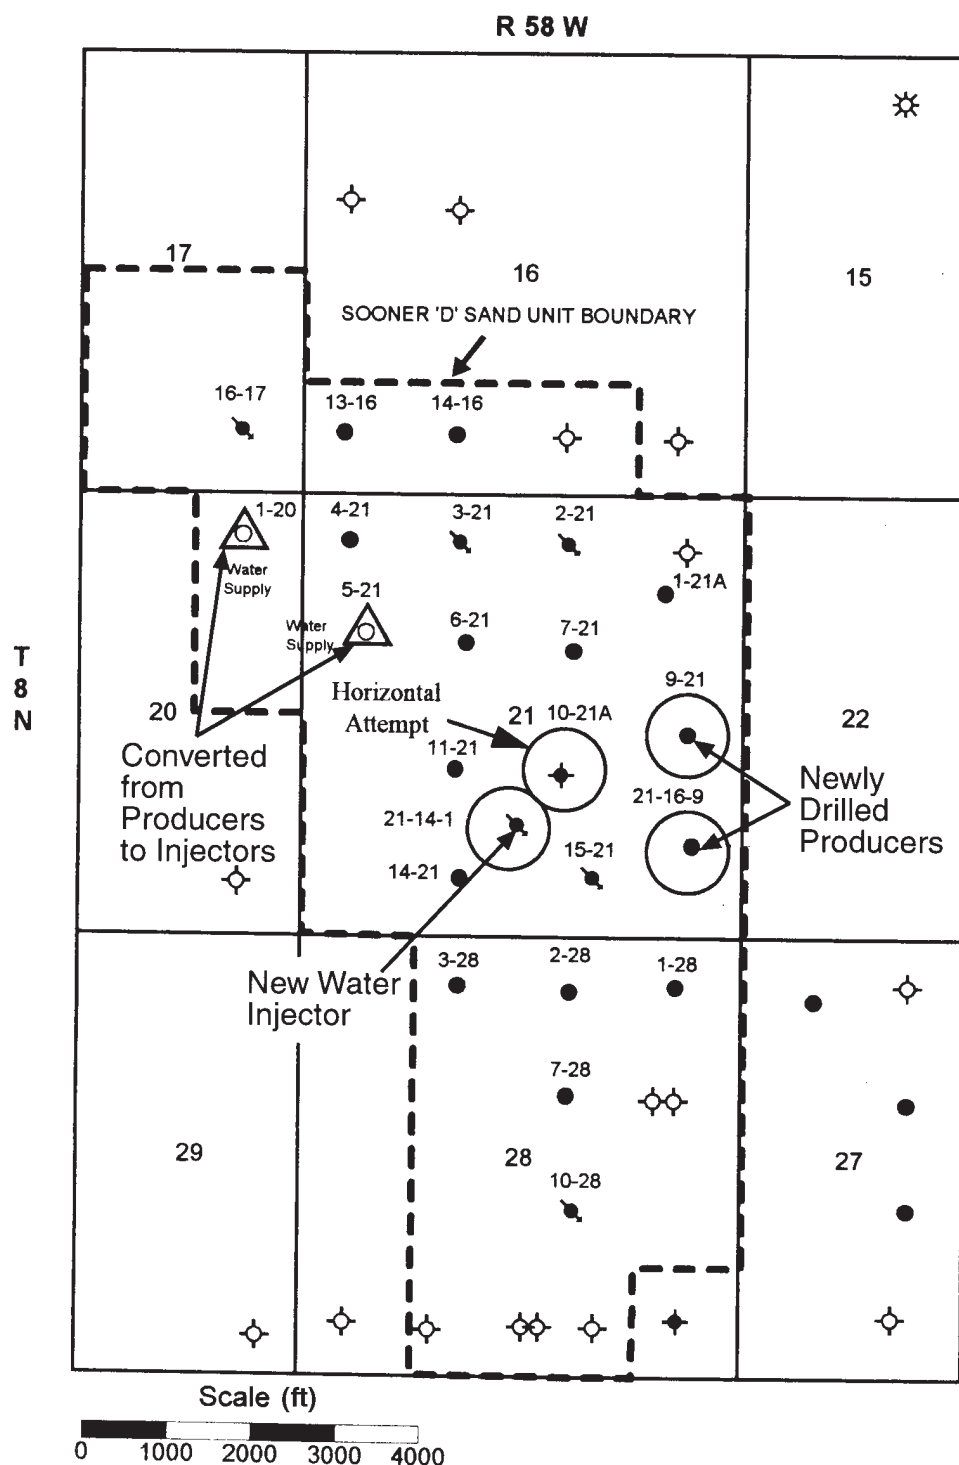 R 58 W
17
16
15
SOONER 'D' SAND UNIT BOUNDARY
16-17
13-16
14-16
1-20
4-21
3-21
2-21
Water
Supply
5-21
1-21A
Water
Supply
6-21
7-21
T
8
N
9-21
Horizontal
Attempt
20
21
10-21A
22
Converted
from
Producers
to Injectors
11-21
21-14-1
21-16-9
Newly
Drilled
Producers
14-21
15-21
New Water
Injector
3-28
2-28
1-28
7-28
29
28
27
10-28
Scale (ft)
0 1000 2000 3000 4000